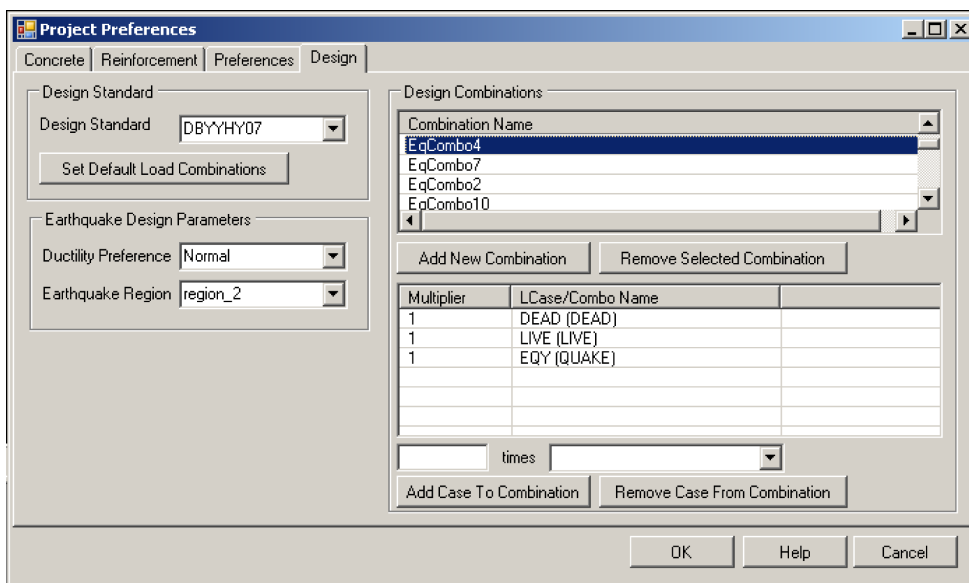 Project Preferences
Concrete Reinforcement Preferences Design
Design Standard
Design Standard DBYYHY07
Set Default Load Combinations
Earthquake Design Parameters
Ductility Preference Normal
Earthquake Region region_2
Design Combinations
Combination Name
EqCombo4
EqCombo7
EqCombo2
EqCombo10
Add New Combination Remove Selected Combination
Multiplier LCase/Combo Name
1 DEAD (DEAD)
1 LIVE (LIVE)
1 EQY (QUAKE)
times
Add Case To Combination Remove Case From Combination
OK Help Cancel